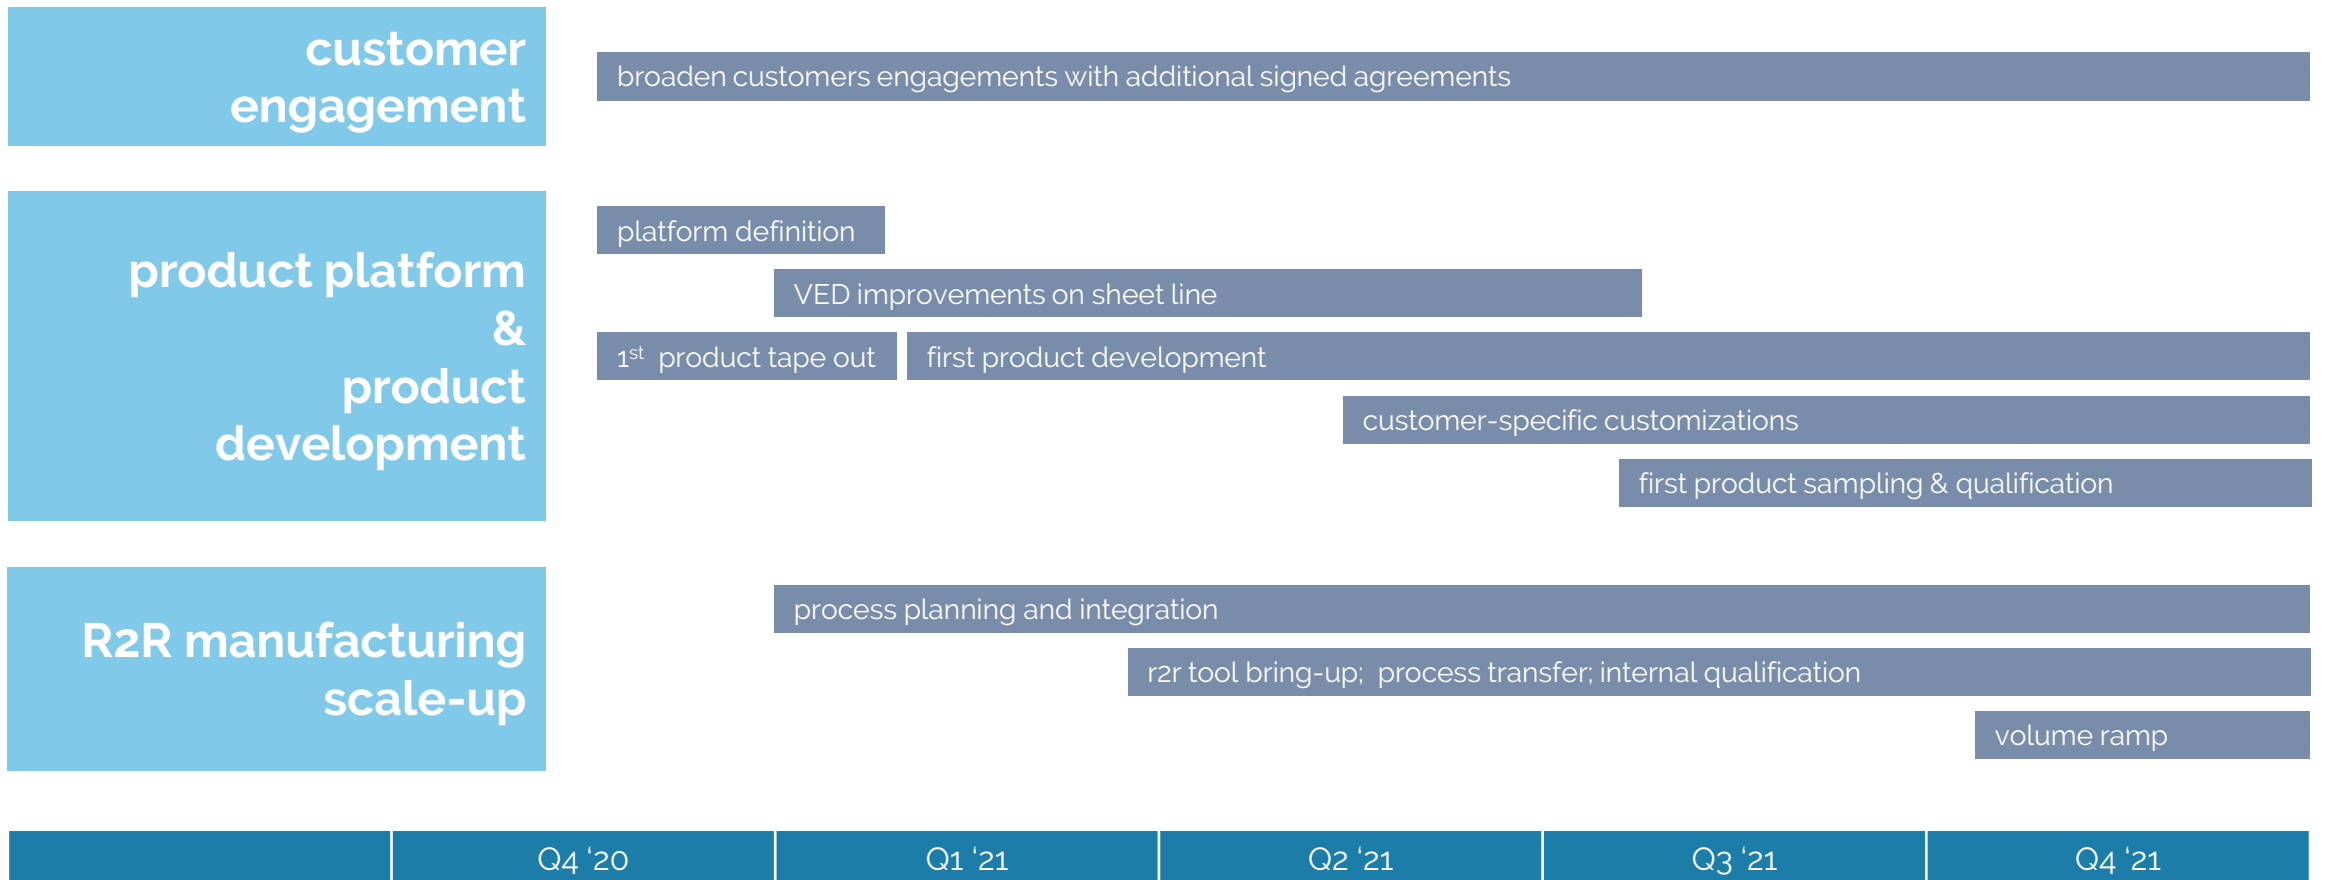 customer
engagement
broaden customers engagements with additional signed agreements
product platform
&
product
development
platform definition
VED improvements on sheet line
1st  product tape out
first product development
customer-specific customizations
first product sampling & qualification
R2R manufacturing
scale-up
process planning and integration
r2r tool bring-up;  process transfer; internal qualification
volume ramp
Q4 ‘20
Q1 ‘21
Q2 ‘21
Q3 ‘21
Q4 ‘21